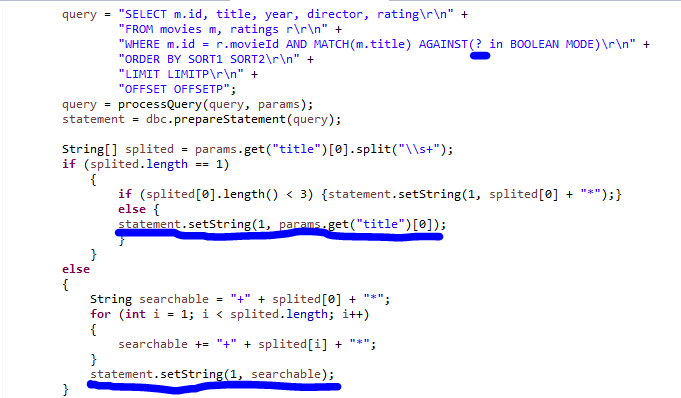 query = "SELECT m.id, title, year, director, rating\r\n" +
"FROM movies m, ratings r\r\n" +
"WHERE m.id = r.movieId AND MATCH(m.title) AGAINST(? in BOOLEAN MODE)\r\n" +
"ORDER BY SORT1 SORT2\r\n" +
"LIMIT LIMITP\r\n" +
"OFFSET OFFSETP";
query = processQuery(query, params);
statement = dbc.prepareStatement(query);
String[] splited = params.get("title")[0].split("\\s+");
if (splited.length == 1)
{
if (splited[0].length() < 3) {statement.setString(1, splited[0] + "*");}
else {
statement.setString(1, params.get("title")[0]);
}
}
else
{
String searchable = "+" + splited[0] + "*";
for (int i = 1; i < splited.length; i++)
{
searchable += "+" + splited[i] + "*";
}
statement.setString(1, searchable);
}